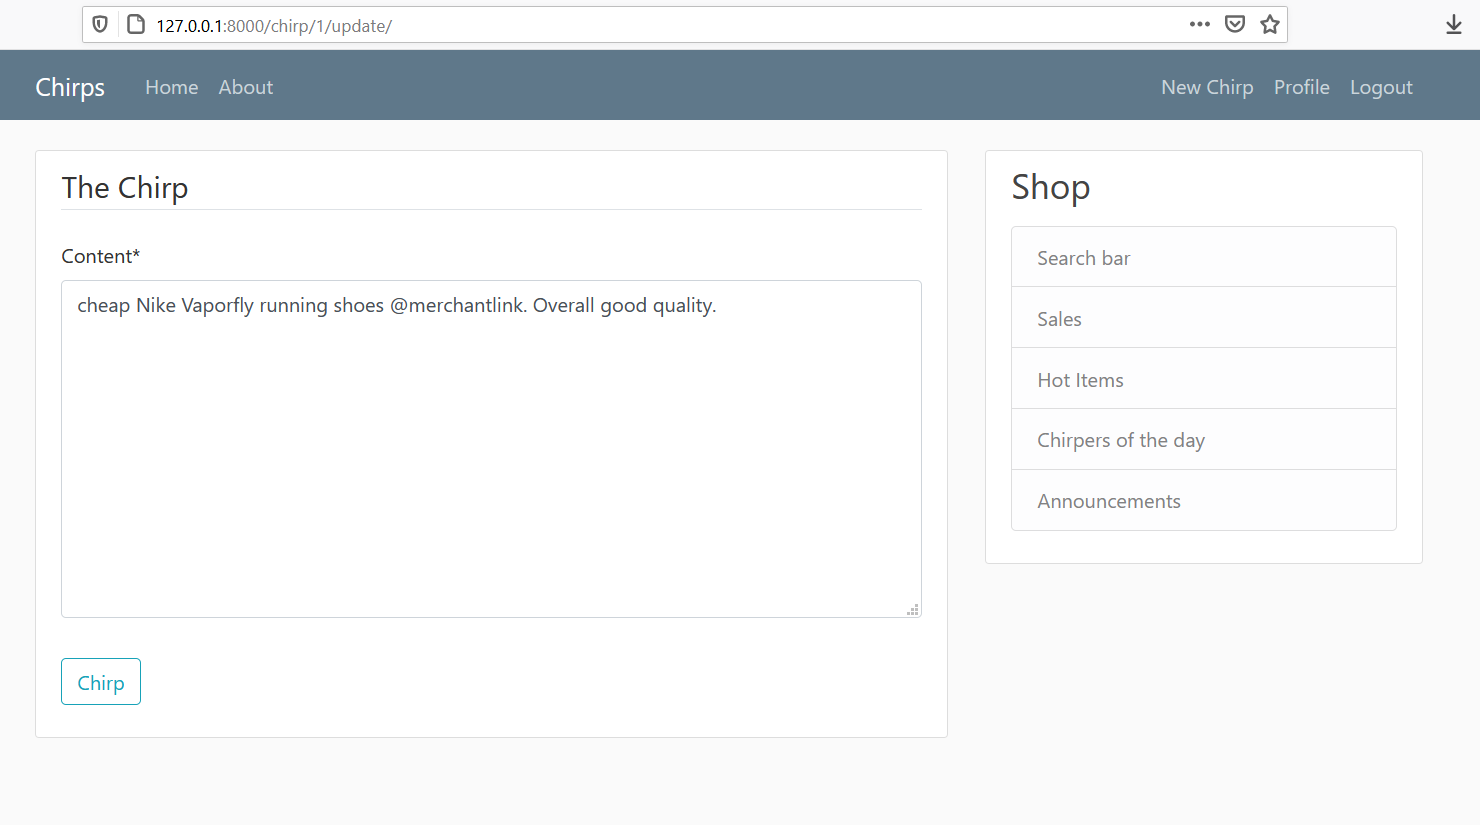 127.0.0.1:8000/chirp/1/update/
Chirps Home About New Chirp Profile Logout
The Chirp
Content*
cheap Nike Vaporfly running shoes @merchantlink. Overall good quality.
Chirp
Shop
Search bar
Sales
Hot Items
Chirpers of the day
Announcements